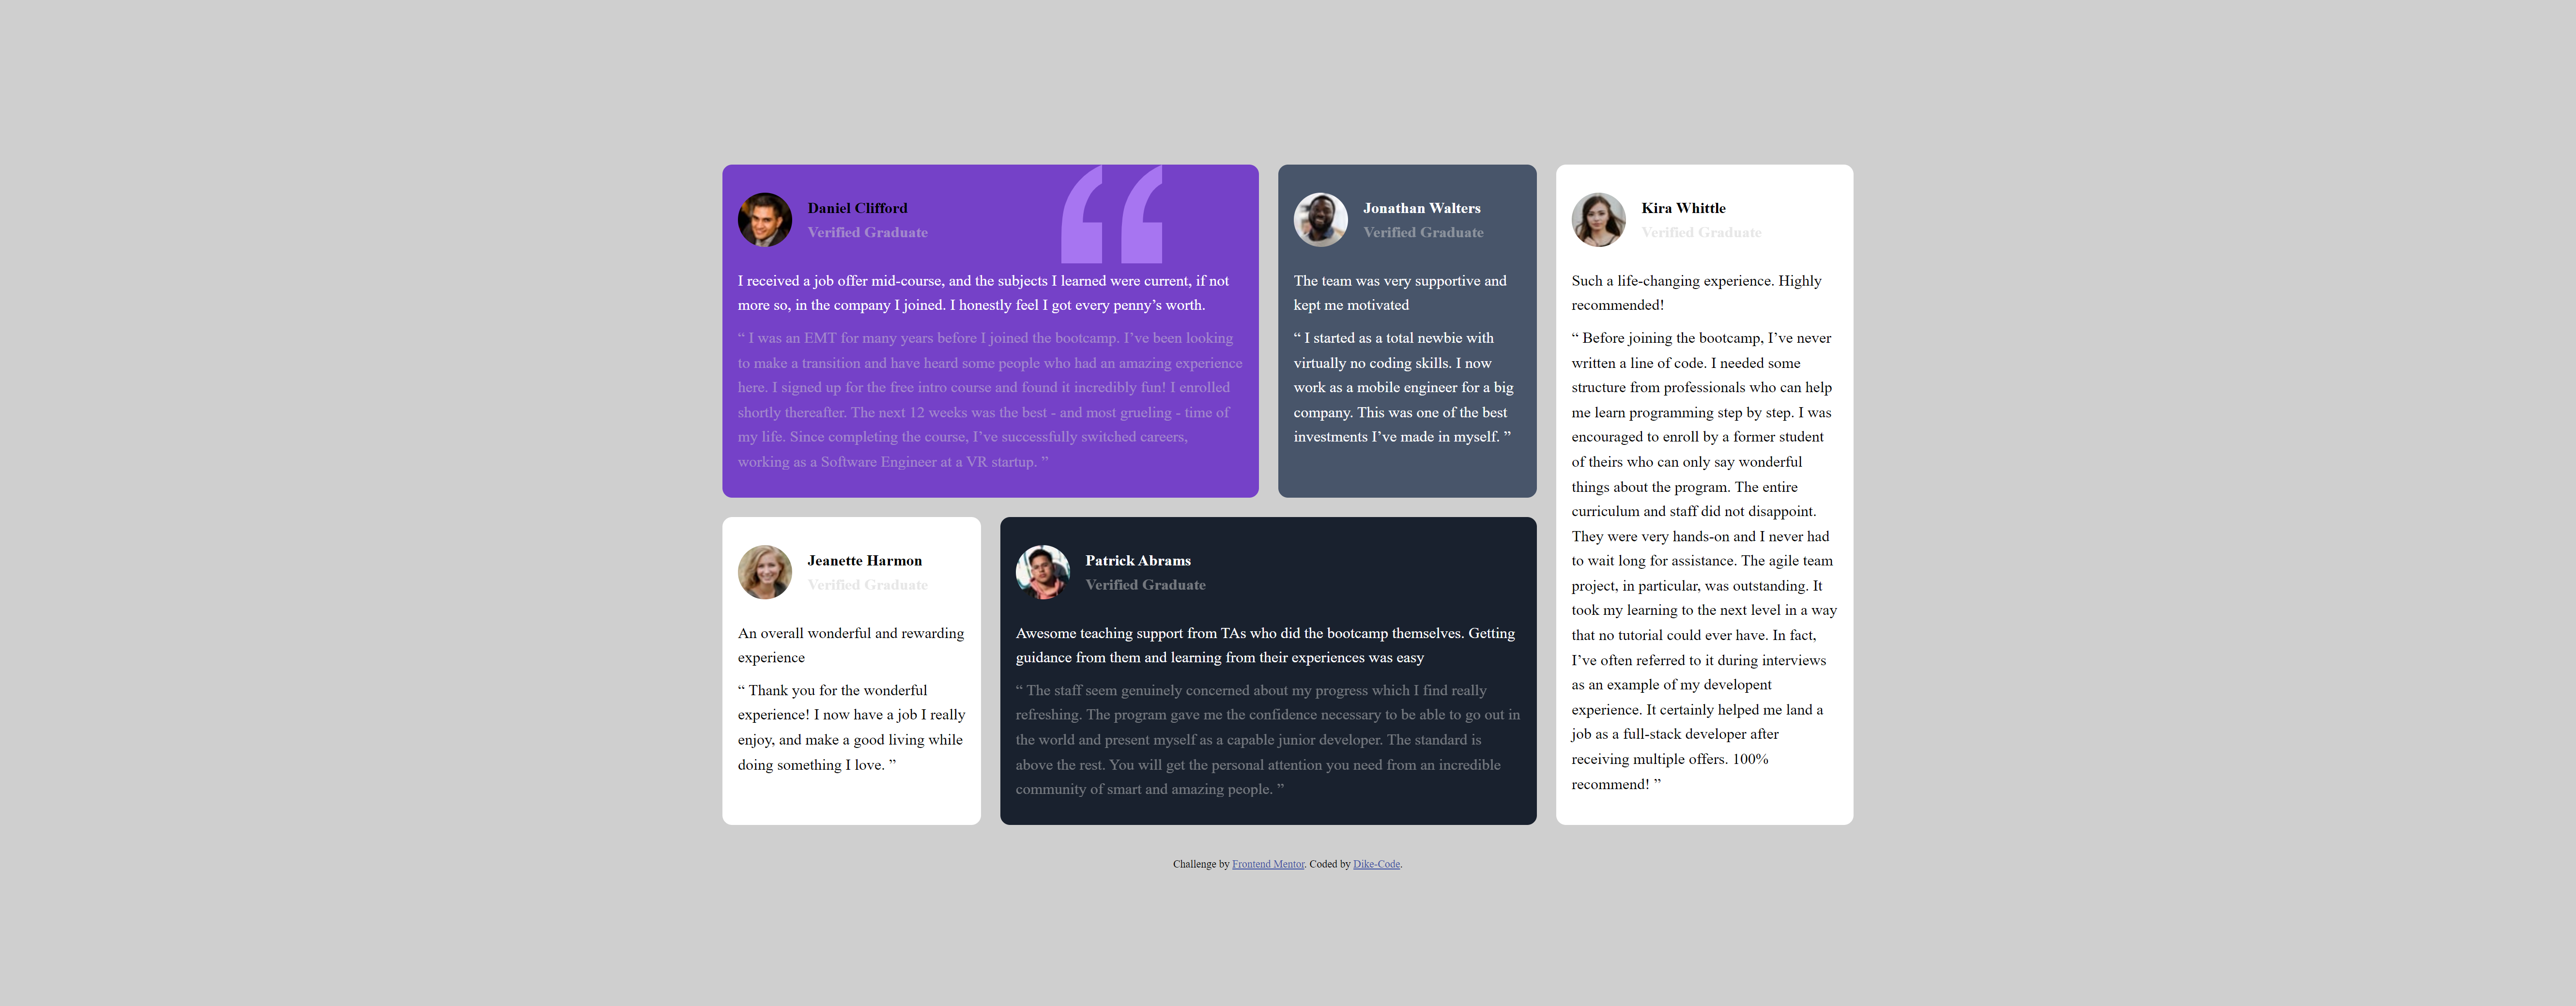 Daniel Clifford
Verified Graduate
I received a job offer mid-course, and the subjects I learned were current, if not
more so, in the company I joined. I honestly feel I got every penny’s worth.
“ I was an EMT for many years before I joined the bootcamp. I’ve been looking
to make a transition and have heard some people who had an amazing experience
here. I signed up for the free intro course and found it incredibly fun! I enrolled
shortly thereafter. The next 12 weeks was the best - and most grueling - time of
my life. Since completing the course, I’ve successfully switched careers,
working as a Software Engineer at a VR startup. ”
Jonathan Walters
Verified Graduate
The team was very supportive and
kept me motivated
“ I started as a total newbie with
virtually no coding skills. I now
work as a mobile engineer for a big
company. This was one of the best
investments I’ve made in myself. ”
Kira Whittle
Verified Graduate
Such a life-changing experience. Highly
recommended!
“ Before joining the bootcamp, I’ve never
written a line of code. I needed some
structure from professionals who can help
me learn programming step by step. I was
encouraged to enroll by a former student
of theirs who can only say wonderful
things about the program. The entire
curriculum and staff did not disappoint.
They were very hands-on and I never had
to wait long for assistance. The agile team
project, in particular, was outstanding. It
took my learning to the next level in a way
that no tutorial could ever have. In fact,
I’ve often referred to it during interviews
as an example of my developent
experience. It certainly helped me land a
job as a full-stack developer after
receiving multiple offers. 100%
recommend! ”
Jeanette Harmon
Verified Graduate
An overall wonderful and rewarding
experience
“ Thank you for the wonderful
experience! I now have a job I really
enjoy, and make a good living while
doing something I love. ”
Patrick Abrams
Verified Graduate
Awesome teaching support from TAs who did the bootcamp themselves. Getting
guidance from them and learning from their experiences was easy
“ The staff seem genuinely concerned about my progress which I find really
refreshing. The program gave me the confidence necessary to be able to go out in
the world and present myself as a capable junior developer. The standard is
above the rest. You will get the personal attention you need from an incredible
community of smart and amazing people. ”
Challenge by Frontend Mentor. Coded by Dike-Code.